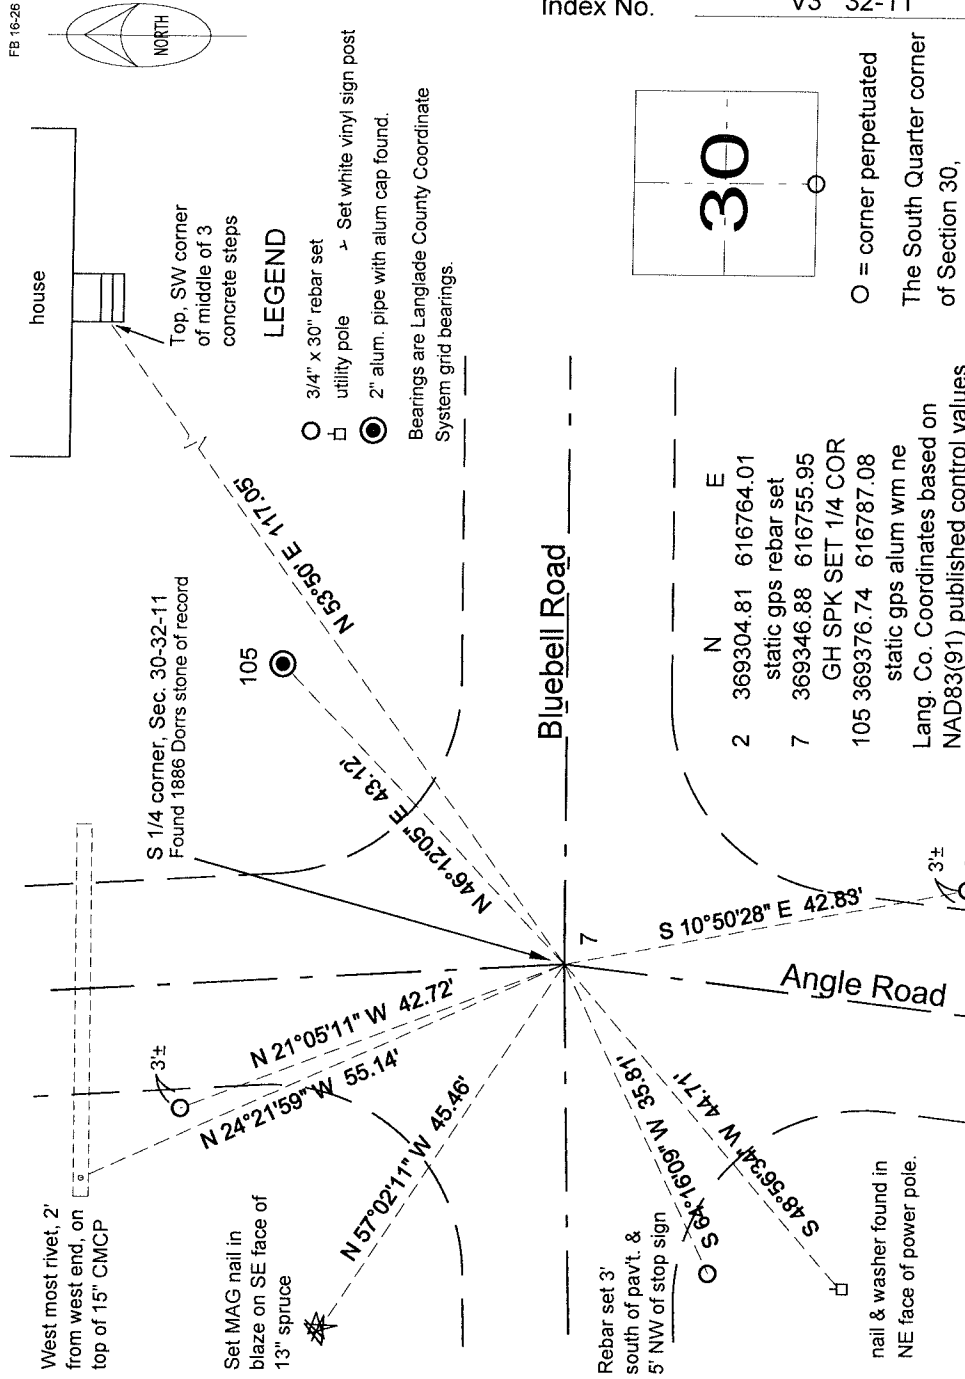 FB 16-26
NORTH
Index No.
V3 32-11
house
Top, SW corner
of middle of 3
concrete steps
LEGEND
3/4" x 30" rebar set
utility pole
Set white vinyl sign post
2" alum. pipe with alum cap found.
Bearings are Langlade County Coordinate
System grid bearings.
30
O = corner perpetuated
The South Quarter corner
of Section 30,
S 1/4 corner, Sec. 30-32-11
Found 1886 Dorrs stone of record
105
N 53°50' E 117.05'
N 46°12'05" E 43.12'
Bluebell Road
N E
2 369304.81 616764.01
static gps rebar set
7 369346.88 616755.95
GH SPK SET 1/4 COR
105 369376.74 616787.08
static gps alum wm ne
Lang. Co. Coordinates based on
NAD83(91) published control values
7
S 10°50'28" E 42.83'
3'±
Angle Road
3'±
N 21°05'11" W 42.72'
N 24°21'59" W 55.14'
N 57°02'11" W 45.46'
S 64°16'09" W 35.81'
S 48°56'34" W 44.71'
West most rivet, 2'
from west end, on
top of 15" CMCP
Set MAG nail in
blaze on SE face of
13" spruce
Rebar set 3'
south of pav't. &
5' NW of stop sign
nail & washer found in
NE face of power pole.